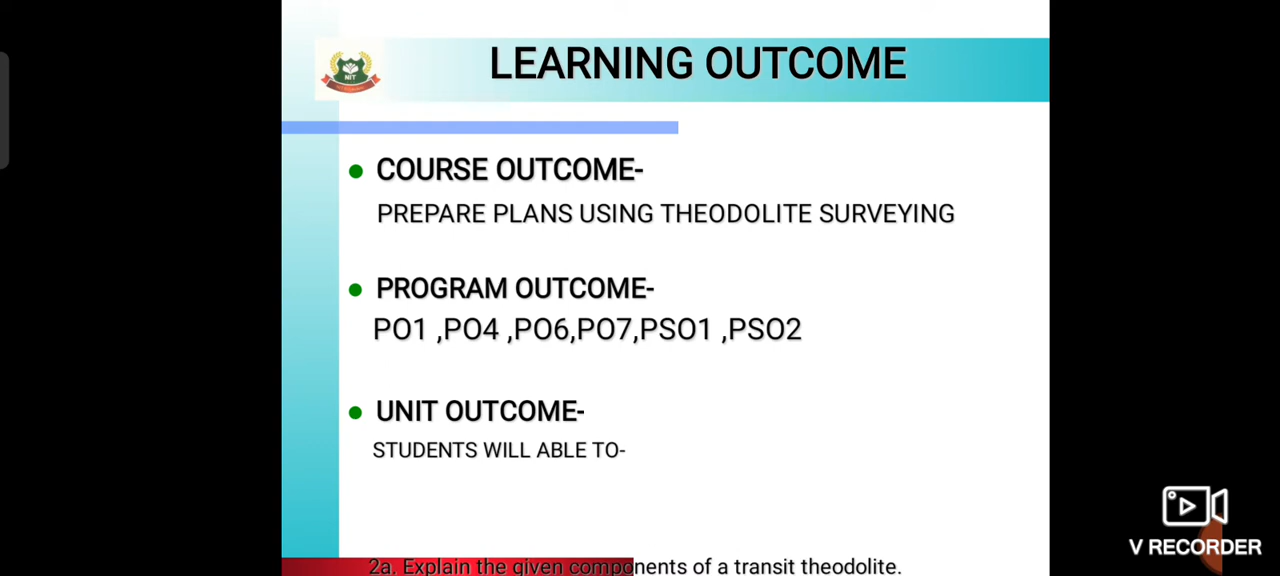 NIT
LEARNING OUTCOME
COURSE OUTCOME-
PREPARE PLANS USING THEODOLITE SURVEYING
PROGRAM OUTCOME-
PO1 ,PO4 ,PO6,PO7,PSO1 ,PSO2
UNIT OUTCOME-
STUDENTS WILL ABLE TO-
2a. Explain the given components of a transit theodolite.
V RECORDER